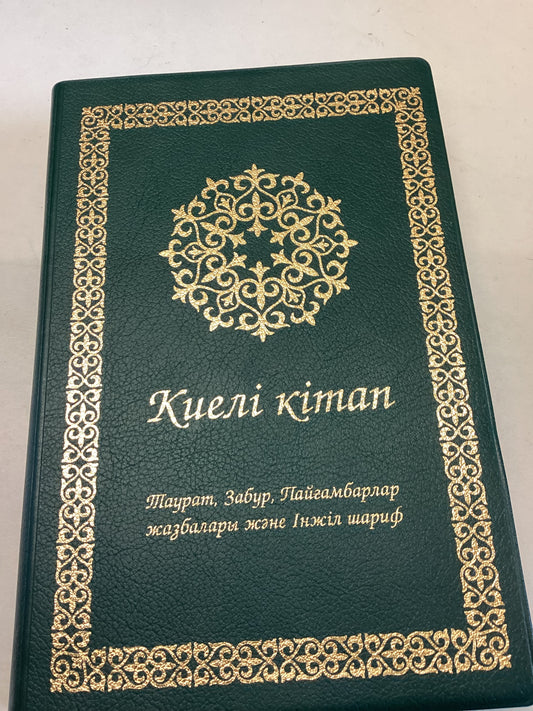 Киелі кітап
Таурат, Забур, Пайғамбарлар
жазбалары және Інжіл шариф